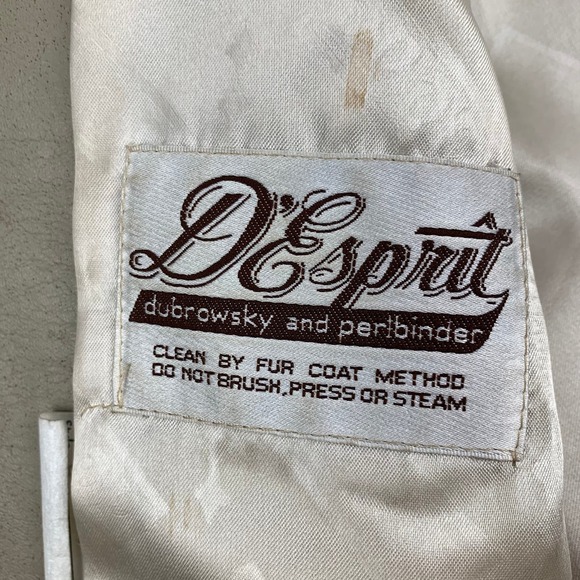 D'Esprit
dubrowsky and perlbinder
CLEAN BY FUR COAT METHOD
DO NOT BRUSH, PRESS OR STEAM